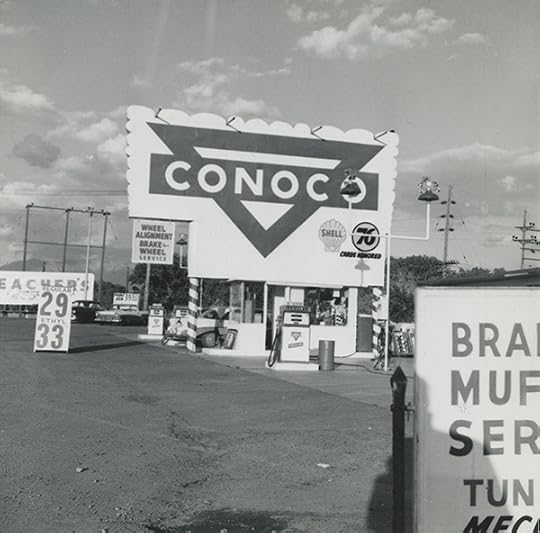 CONOCO
WHEEL
ALIGNMENT
BRAKE
WHEEL
SERVICE
SHELL
76
CARDS HONORED
EACHER'S
29
ETHYL
33
BRA
MUF
SER
TUN
MEC